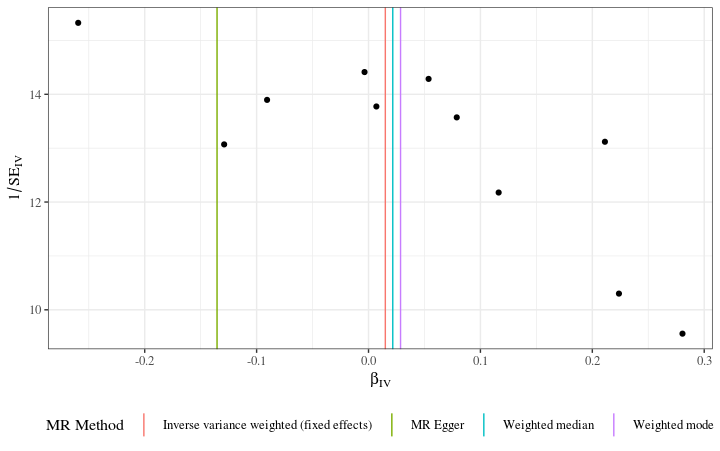 14
12
10
1/SE_IV
-0.2 -0.1 0.0 0.1 0.2 0.3
β_IV
MR Method Inverse variance weighted (fixed effects) MR Egger Weighted median Weighted mode